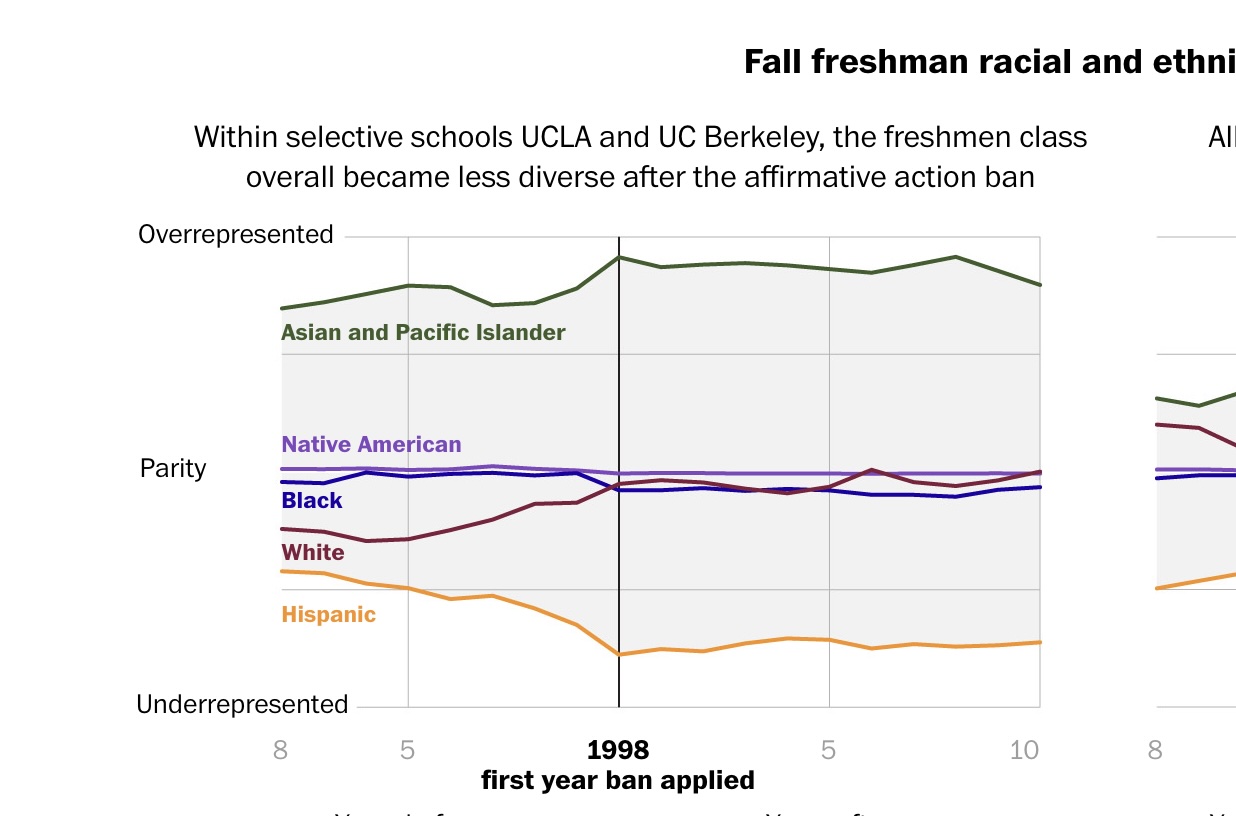 Fall freshman racial and
Within selective schools UCLA and UC Berkeley, the freshmen class
overall became less diverse after the affirmative action ban
Overrepresented
Asian and Pacific Islander
Native American
Parity
Black
White
Hispanic
Underrepresented
8 5 1998 5 10 8
first year ban applied